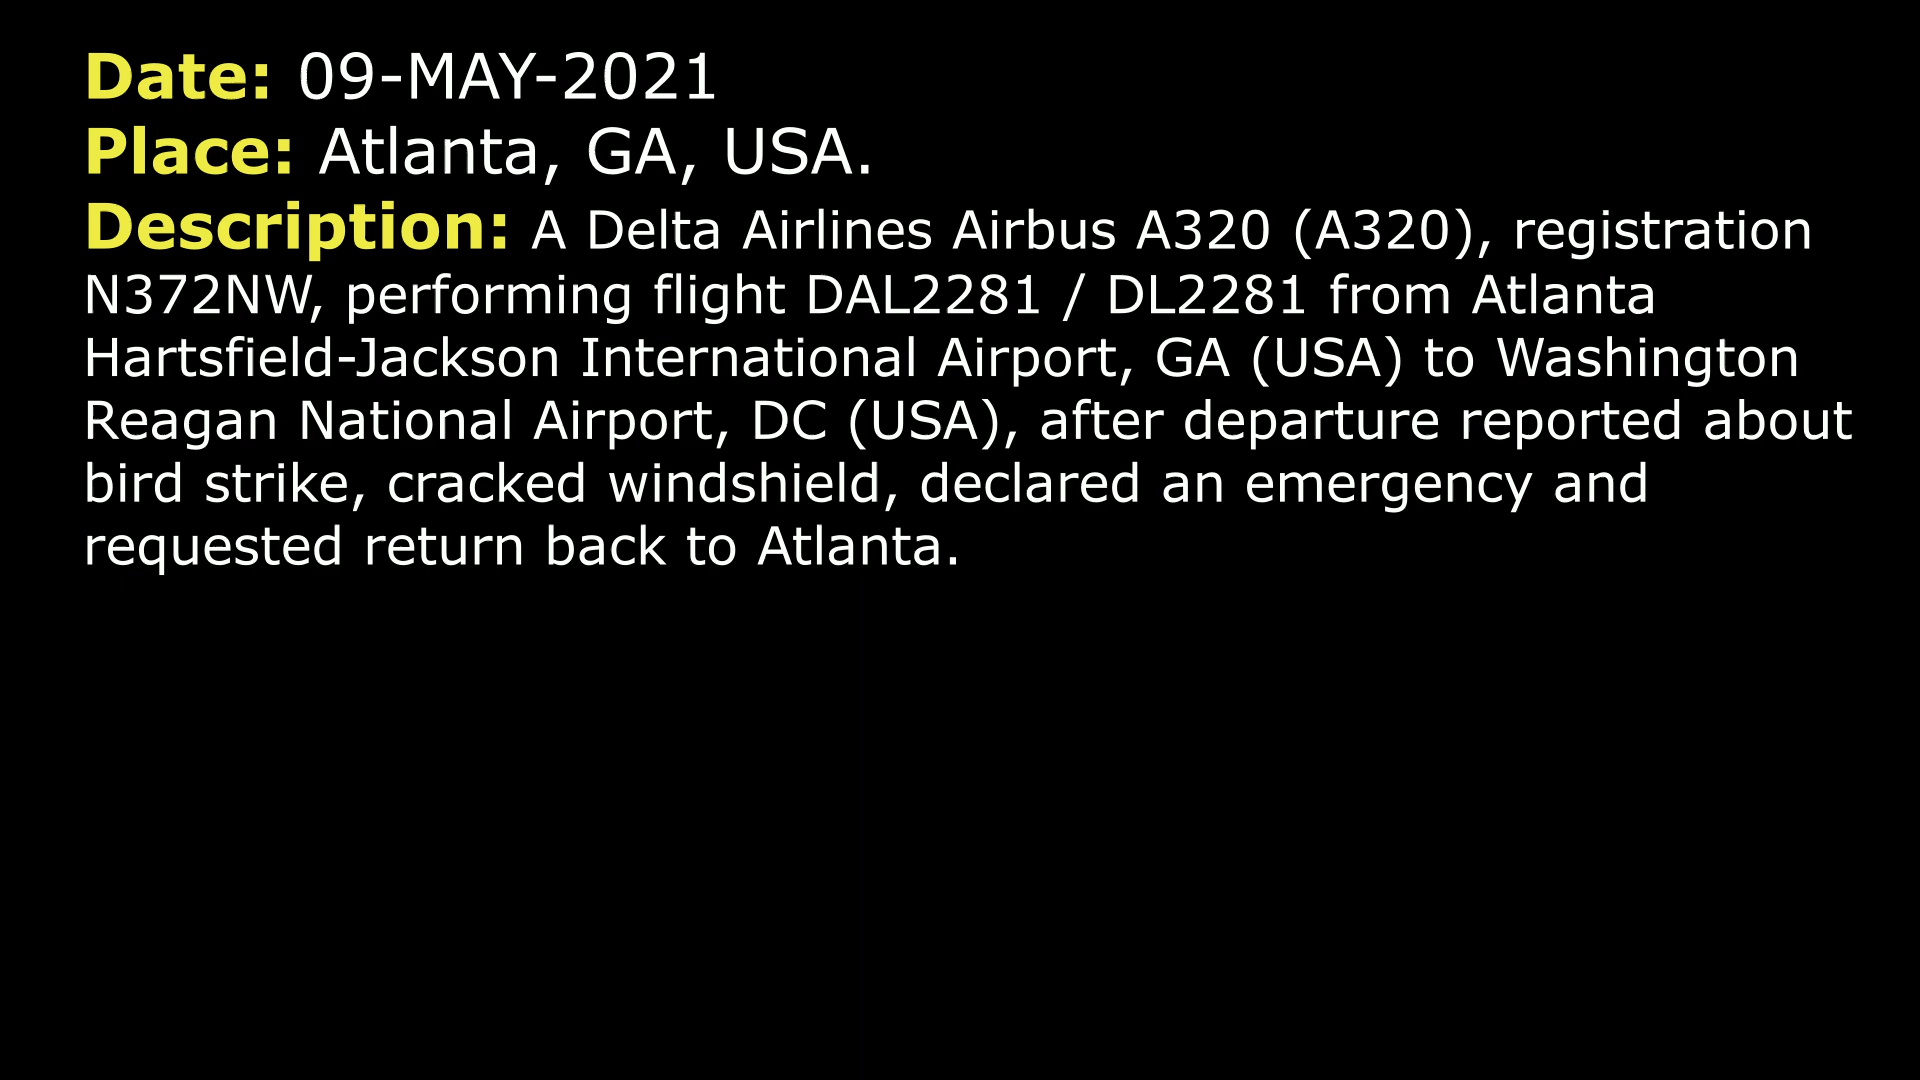 Date: 09-MAY-2021
Place: Atlanta, GA, USA.
Description: A Delta Airlines Airbus A320 (A320), registration
N372NW, performing flight DAL2281 / DL2281 from Atlanta
Hartsfield-Jackson International Airport, GA (USA) to Washington
Reagan National Airport, DC (USA), after departure reported about
bird strike, cracked windshield, declared an emergency and
requested return back to Atlanta.